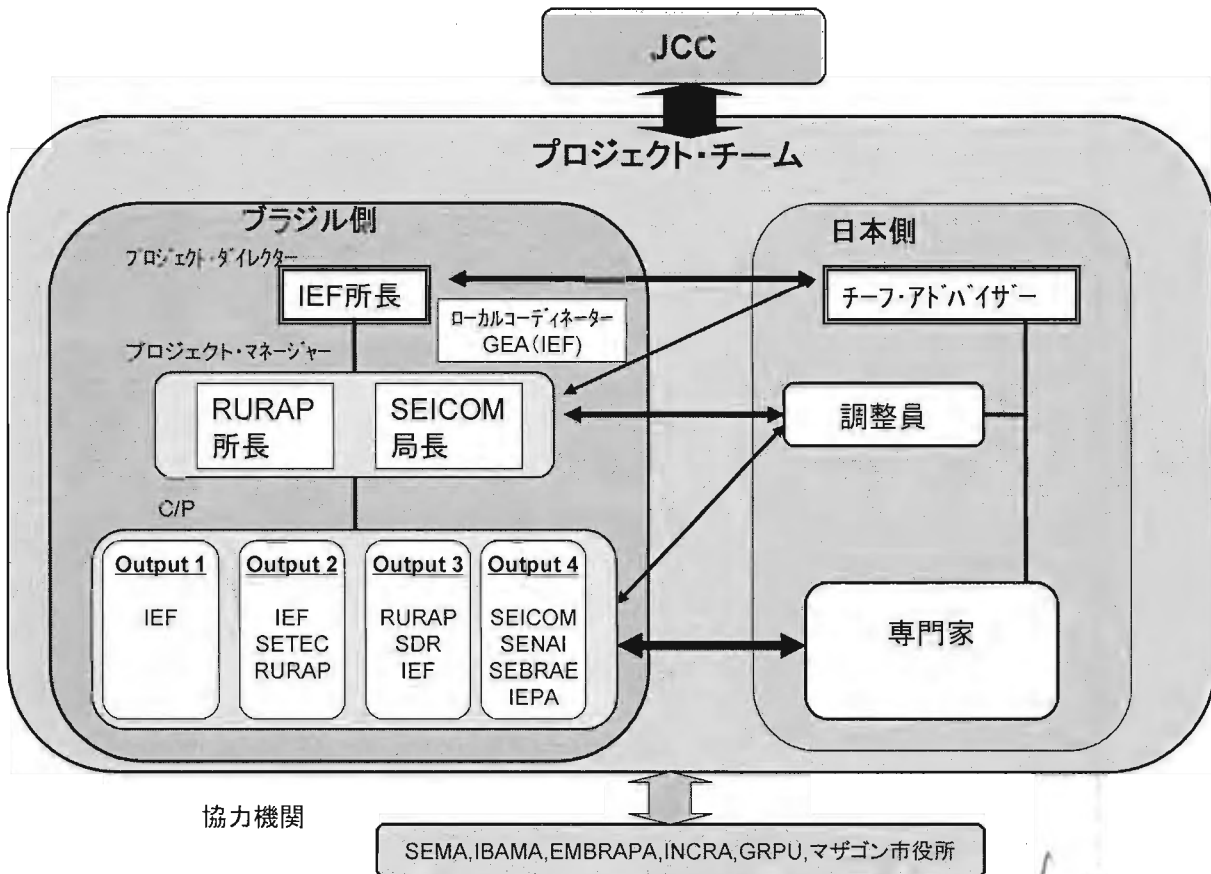 JCC
プロジェクト・チーム
ブラジル側
日本側
プロジェクト・ダイレクター
IEF所長
チーフ・アドバイザー
ローカルコーディネーター
GEA(IEF)
プロジェクト・マネージャー
RURAP
所長
SEICOM
局長
調整員
C/P
Output 1
IEF
Output 2
IEF
SETEC
RURAP
Output 3
RURAP
SDR
IEF
Output 4
SEICOM
SENAI
SEBRAE
IEPA
専門家
協力機関
SEMA,IBAMA,EMBRAPA,INCRA,GRPU,マザゴン市役所